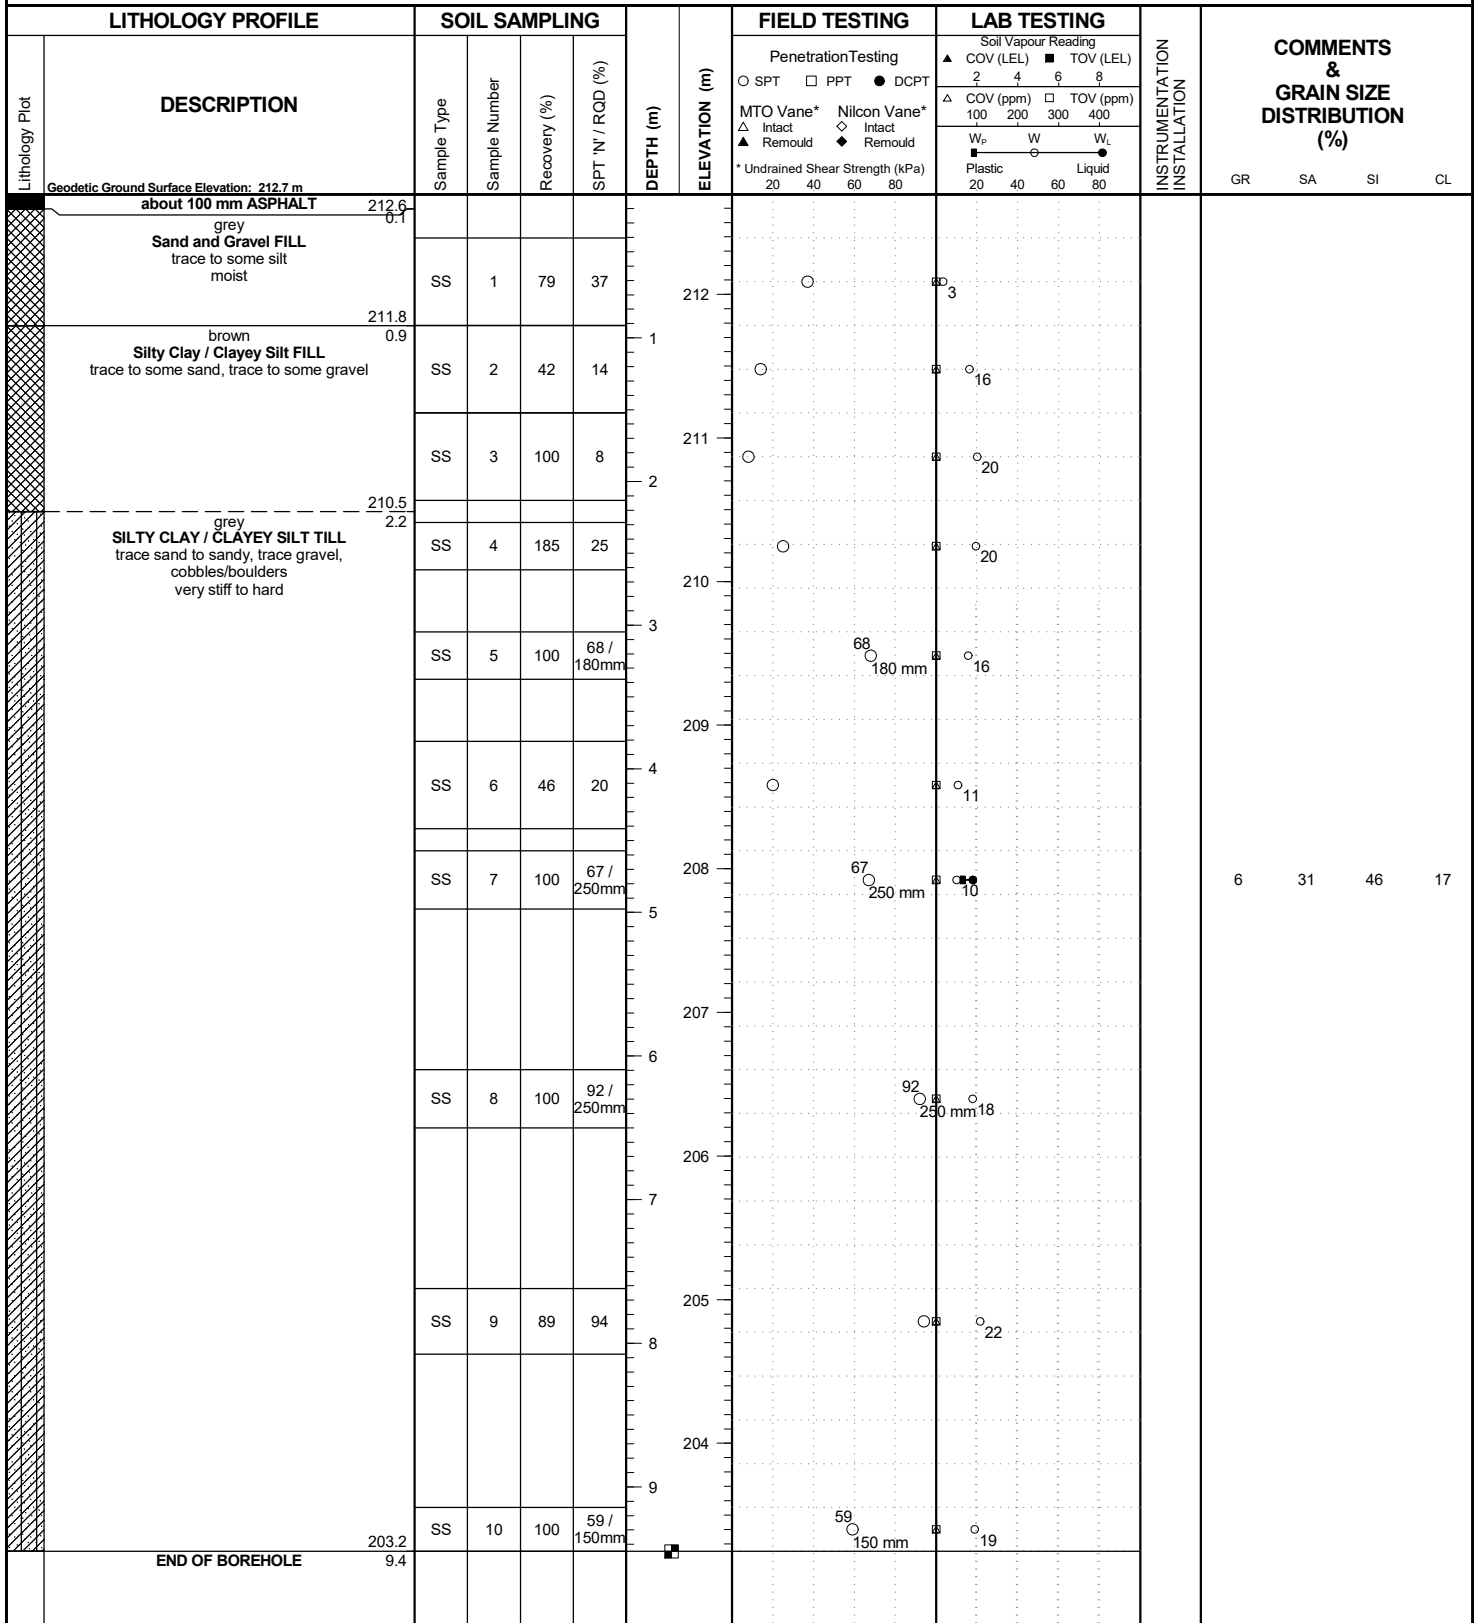 LITHOLOGY PROFILE
SOIL SAMPLING
FIELD TESTING
LAB TESTING
Lithology Plot
DESCRIPTION
Geodetic Ground Surface Elevation: 212.7 m
Sample Type
Sample Number
Recovery (%)
SPT 'N' / RQD (%)
DEPTH (m)
ELEVATION (m)
PenetrationTesting
SPT PPT DCPT
MTO Vane* Nilcon Vane*
Intact Intact
Remould Remould
* Undrained Shear Strength (kPa)
20 40 60 80
Soil Vapour Reading
COV (LEL) TOV (LEL)
2 4 6 8
COV (ppm) TOV (ppm)
100 200 300 400
WP W WL
Plastic Liquid
20 40 60 80
INSTRUMENTATION
INSTALLATION
COMMENTS
&
GRAIN SIZE
DISTRIBUTION
(%)
GR SA SI CL
about 100 mm ASPHALT 212.6
0.1
grey
Sand and Gravel FILL
trace to some silt
moist
SS 1 79 37
212
3
211.8
0.9
brown
Silty Clay / Clayey Silt FILL
trace to some sand, trace to some gravel
1
SS 2 42 14
16
211
SS 3 100 8
20
2
210.5
2.2
grey
SILTY CLAY / CLAYEY SILT TILL
trace sand to sandy, trace gravel,
cobbles/boulders
very stiff to hard
SS 4 185 25
20
210
3
SS 5 100 68 /
180mm
68
180 mm
16
209
4
SS 6 46 20
11
208
SS 7 100 67 /
250mm
67
250 mm
10
6 31 46 17
5
207
6
SS 8 100 92 /
250mm
92
250 mm
18
206
7
205
SS 9 89 94
22
8
204
9
SS 10 100 59 /
150mm
59
150 mm
19
203.2
END OF BOREHOLE 9.4